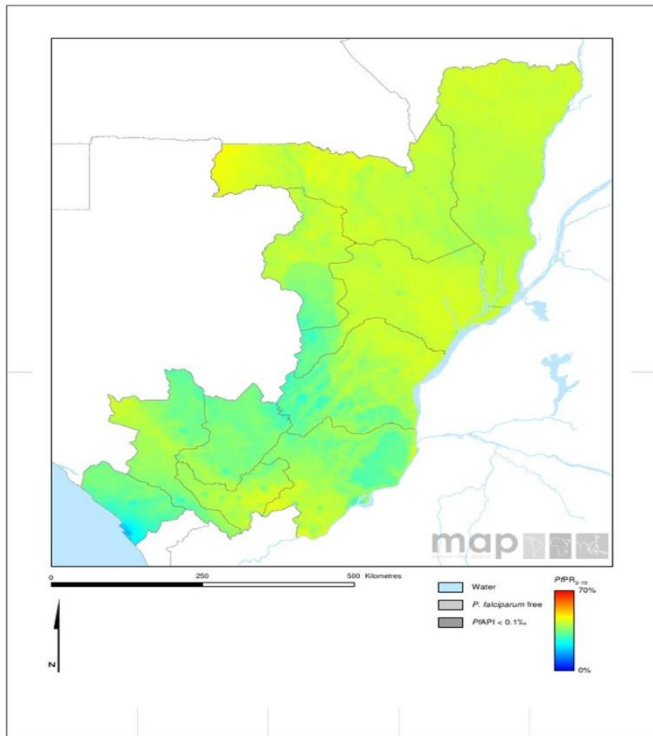 map
0 250 500 Kilometres
Water
P. falciparum free
PfAPI < 0.1‰
PfPR₂₋₁₀
70%
0%
N